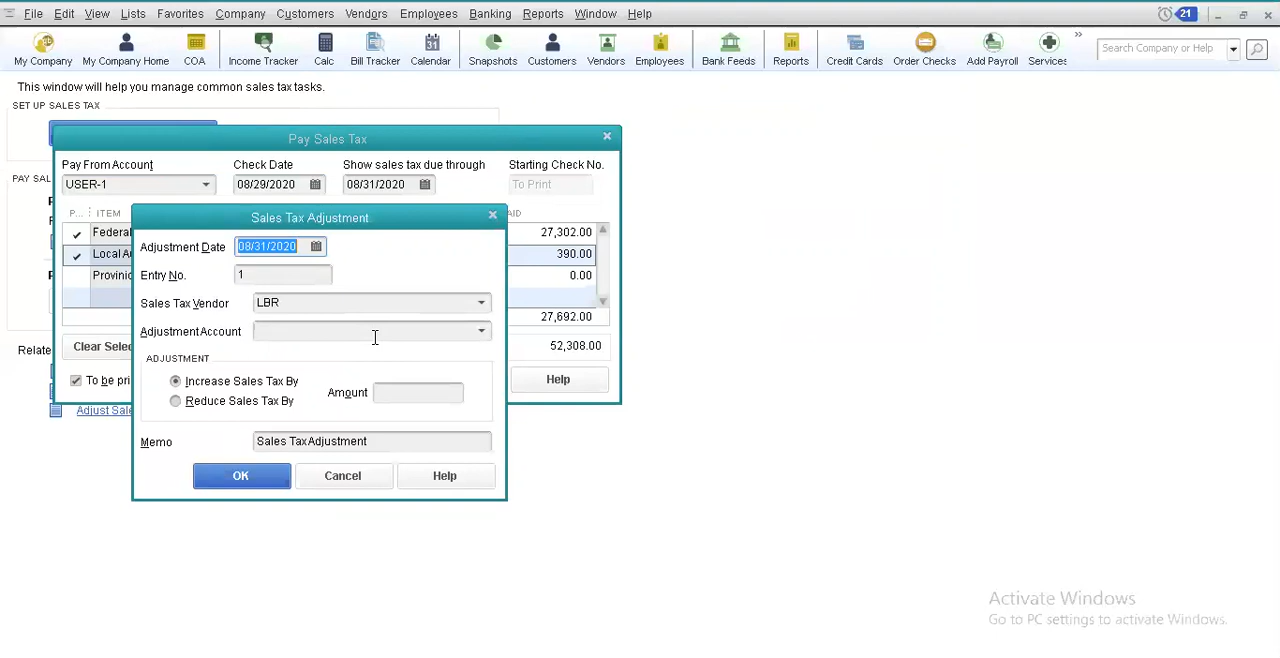 File Edit View Lists Favorites Company Customers Vendors Employees Banking Reports Window Help 21
My Company My Company Home COA Income Tracker Calc Bill Tracker 31 Calendar Snapshots Customers Vendors Employees Bank Feeds Reports Credit Cards Order Checks Add Payroll Services Search Company or Help
This window will help you manage common sales tax tasks.
SET UP SALES TAX
Pay Sales Tax
Pay From Account Check Date Show sales tax due through Starting Check No.
PAY SAL USER-1 08/29/2020 08/31/2020 To Print
P... ITEM AID
Federal 27,302.00
Local Au 390.00
Provinci 0.00
27,692.00
Relate Clear Selec 52,308.00
To be pri Help
Adjust Sale
Sales Tax Adjustment
Adjustment Date 08/31/2020
Entry No. 1
Sales Tax Vendor LBR
Adjustment Account
ADJUSTMENT
Increase Sales Tax By
Amount
Reduce Sales Tax By
Memo Sales Tax Adjustment
OK Cancel Help
Activate Windows
Go to PC settings to activate Windows.